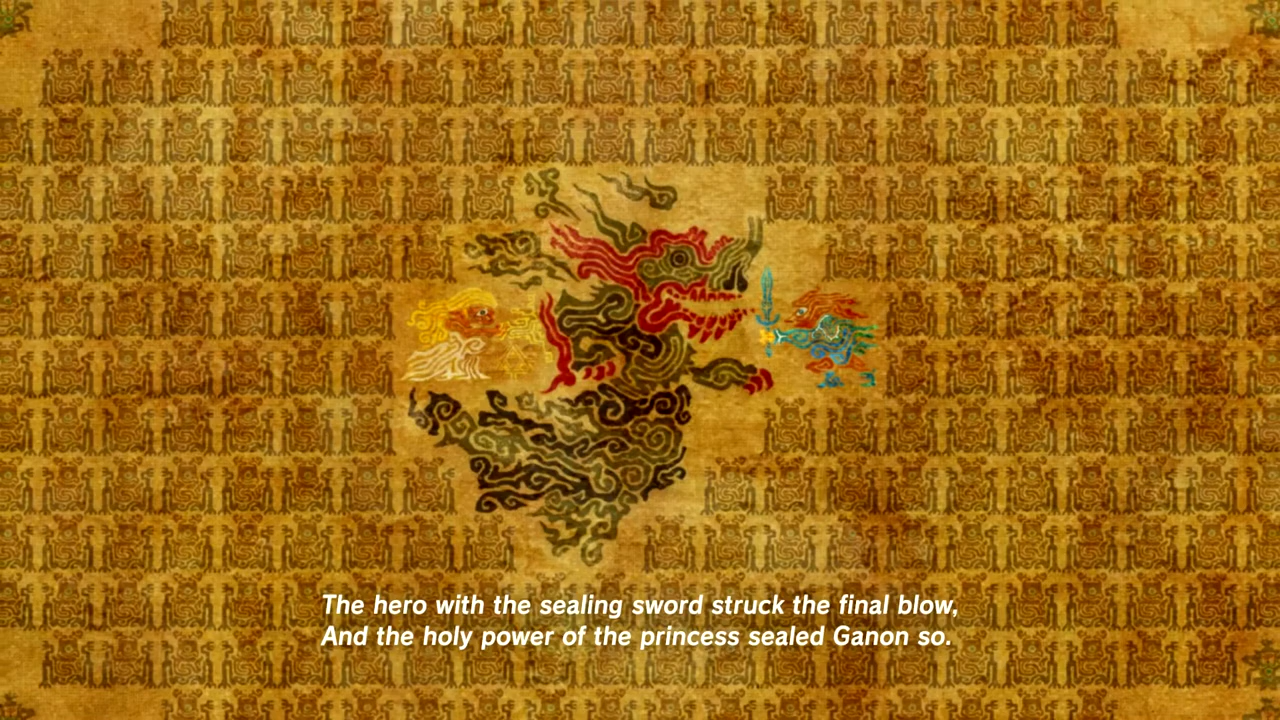 The hero with the sealing sword struck the final blow,
And the holy power of the princess sealed Ganon so.